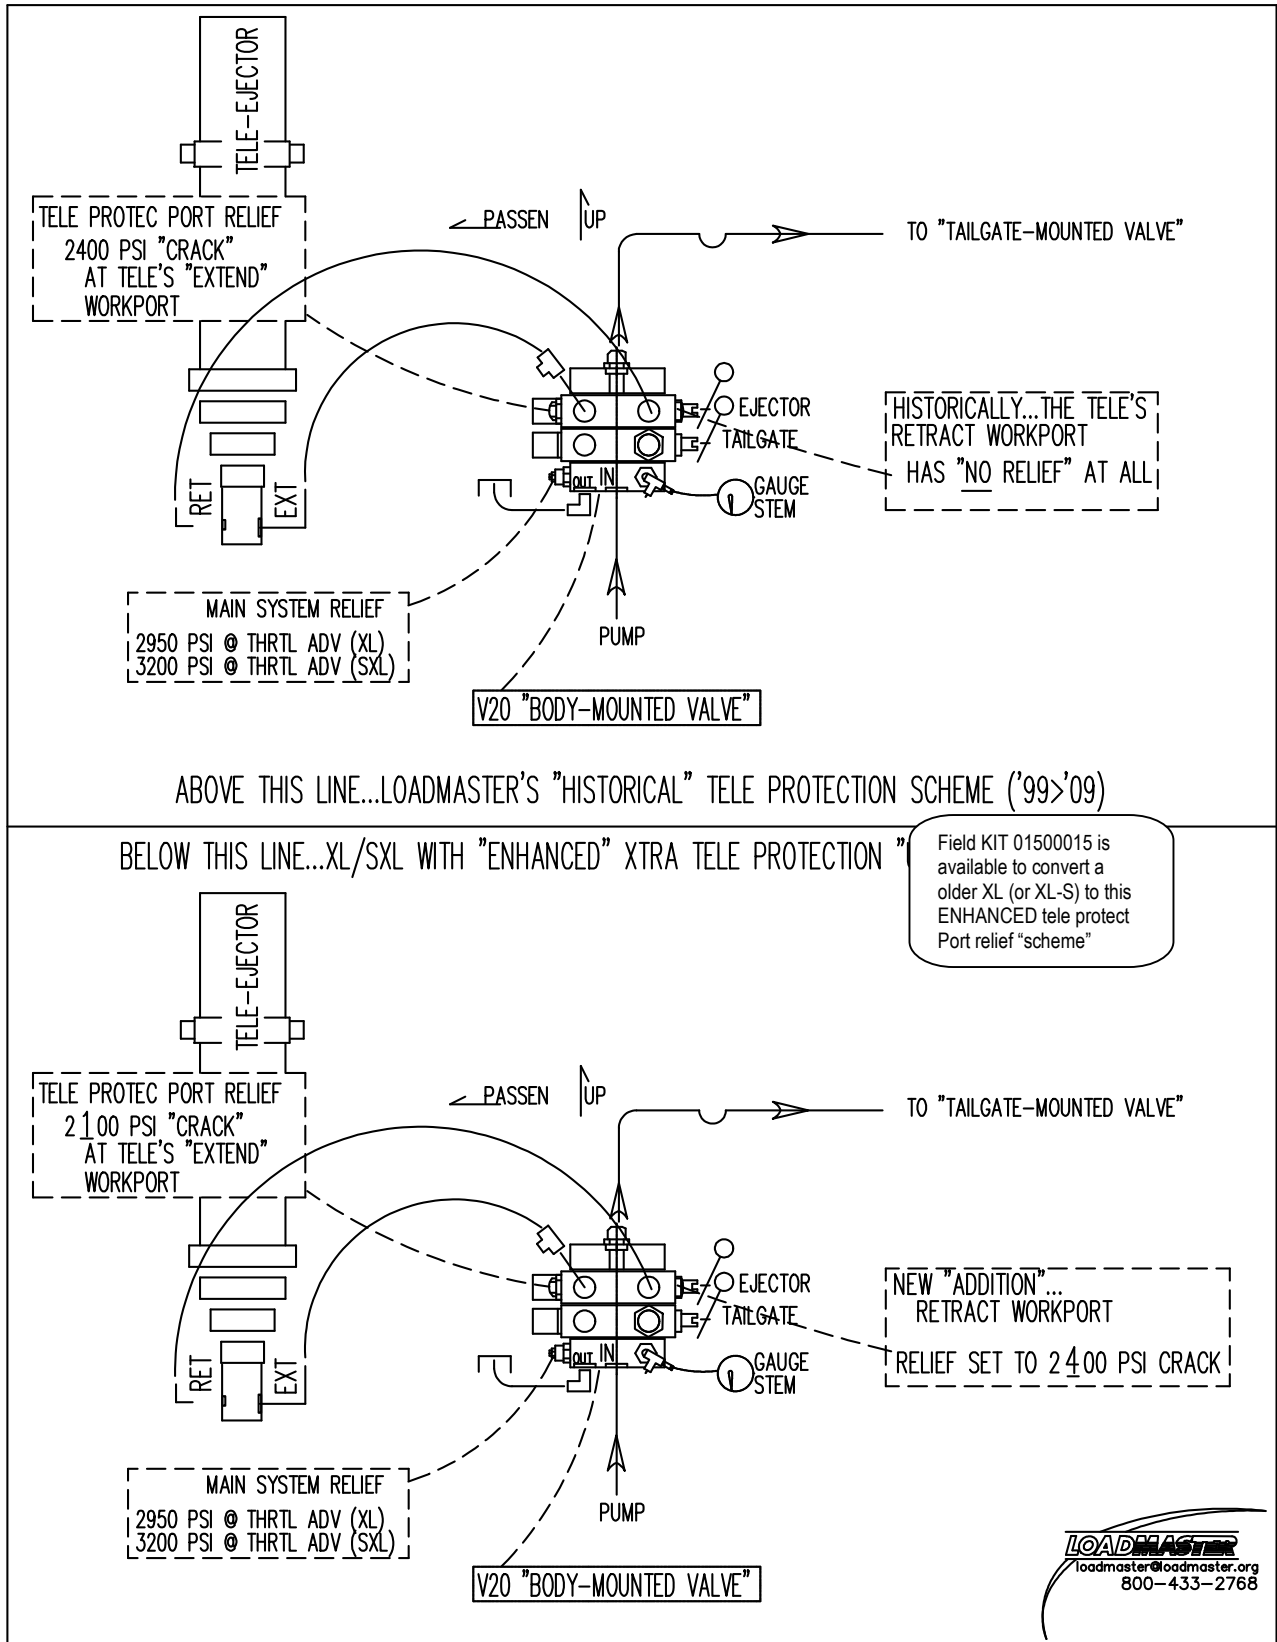 TELE-EJECTOR
TELE PROTEC PORT RELIEF
2400 PSI "CRACK"
AT TELE'S "EXTEND"
WORKPORT
PASSEN
UP
TO "TAILGATE-MOUNTED VALVE"
EJECTOR
TAILGATE
HISTORICALLY...THE TELE'S
RETRACT WORKPORT
HAS "NO RELIEF" AT ALL
RET
EXT
OUT
IN
GAUGE
STEM
MAIN SYSTEM RELIEF
2950 PSI @ THRTL ADV (XL)
3200 PSI @ THRTL ADV (SXL)
PUMP
V20 "BODY-MOUNTED VALVE"
ABOVE THIS LINE...LOADMASTER'S "HISTORICAL" TELE PROTECTION SCHEME ('99>'09)
BELOW THIS LINE...XL/SXL WITH "ENHANCED" XTRA TELE PROTECTION "
Field KIT 01500015 is
available to convert a
older XL (or XL-S) to this
ENHANCED tele protect
Port relief “scheme”
TELE-EJECTOR
TELE PROTEC PORT RELIEF
2100 PSI "CRACK"
AT TELE'S "EXTEND"
WORKPORT
PASSEN
UP
TO "TAILGATE-MOUNTED VALVE"
EJECTOR
TAILGATE
NEW "ADDITION"...
RETRACT WORKPORT
RELIEF SET TO 2400 PSI CRACK
RET
EXT
OUT
IN
GAUGE
STEM
MAIN SYSTEM RELIEF
2950 PSI @ THRTL ADV (XL)
3200 PSI @ THRTL ADV (SXL)
PUMP
V20 "BODY-MOUNTED VALVE"
LOADMASTER
loadmaster@loadmaster.org
800-433-2768